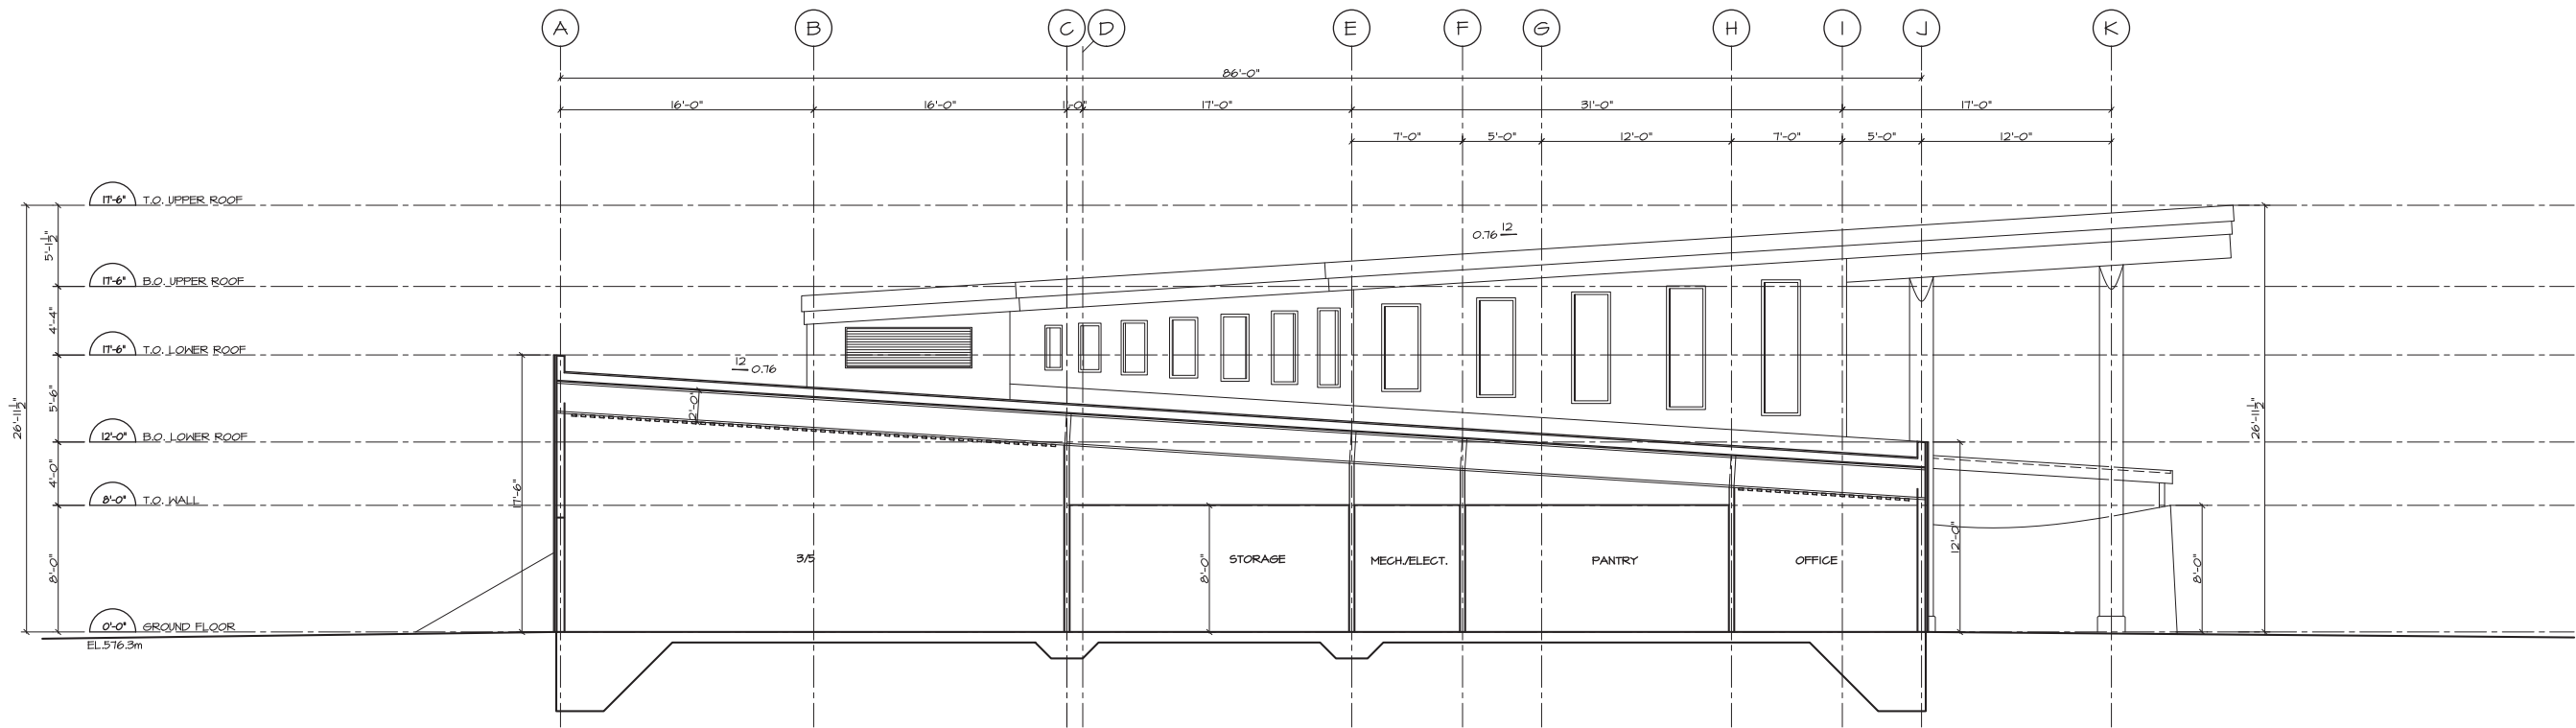 A B C D E F G H I J K
86'-0"
16'-0" 16'-0" 1'-0" 17'-0" 31'-0" 17'-0"
7'-0" 5'-0" 12'-0" 7'-0" 5'-0" 12'-0"
17'-6" T.O. UPPER ROOF
5'-1 1/2"
0.76 12
17'-6" B.O. UPPER ROOF
4'-4"
17'-6" T.O. LOWER ROOF
12 0.76
5'-6"
2'-0"
26'-11 1/2"
26'-11 1/2"
12'-0" B.O. LOWER ROOF
4'-0"
17'-6"
8'-0" T.O. WALL
12'-0"
8'-0"
3/5 8'-0" STORAGE MECH./ELECT. PANTRY OFFICE 8'-0"
0'-0" GROUND FLOOR
EL.576.3m